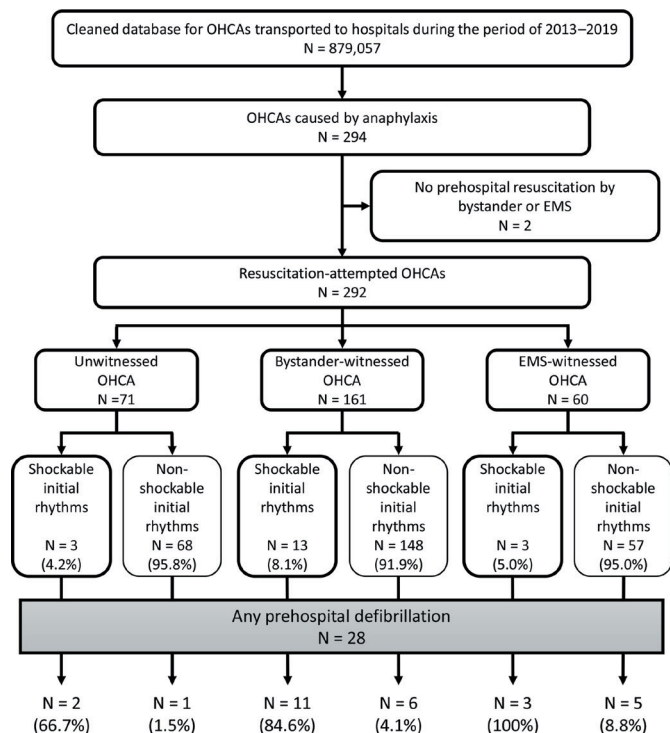 Cleaned database for OHCAs transported to hospitals during the period of 2013–2019
N = 879,057
OHCAs caused by anaphylaxis
N = 294
No prehospital resuscitation by
bystander or EMS
N = 2
Resuscitation-attempted OHCAs
N = 292
Unwitnessed
OHCA
N =71
Bystander-witnessed
OHCA
N = 161
EMS-witnessed
OHCA
N = 60
Shockable
initial
rhythms
N = 3
(4.2%)
Non-
shockable
initial
rhythms
N = 68
(95.8%)
Shockable
initial
rhythms
N = 13
(8.1%)
Non-
shockable
initial
rhythms
N = 148
(91.9%)
Shockable
initial
rhythms
N = 3
(5.0%)
Non-
shockable
initial
rhythms
N = 57
(95.0%)
Any prehospital defibrillation
N = 28
N = 2
(66.7%)
N = 1
(1.5%)
N = 11
(84.6%)
N = 6
(4.1%)
N = 3
(100%)
N = 5
(8.8%)